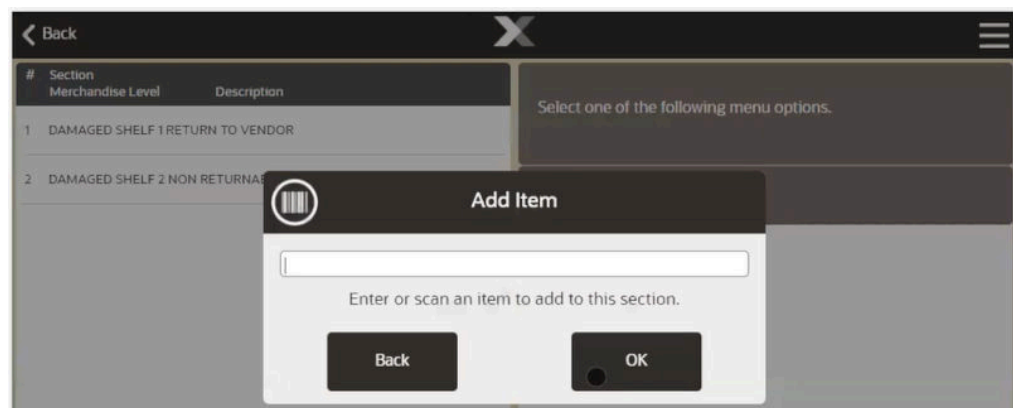 Back
# Section
Merchandise Level Description
1 DAMAGED SHELF 1 RETURN TO VENDOR
2 DAMAGED SHELF 2 NON
Select one of the following menu options.
Add Item
Enter or scan an item to add to this section.
Back
OK